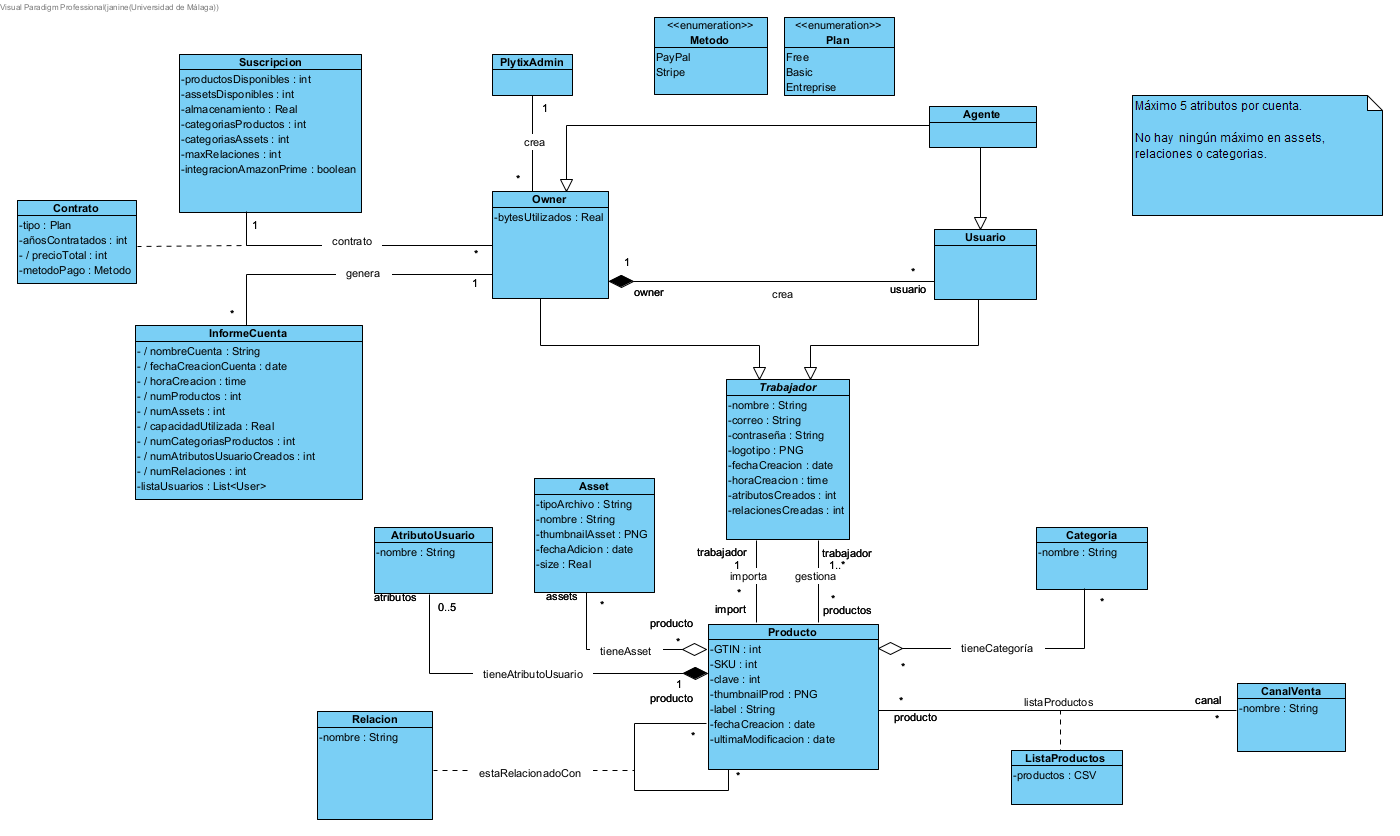 Visual Paradigm Professional(janine(Universidad de Málaga))
<<enumeration>>
Metodo
PayPal
Stripe
<<enumeration>>
Plan
Free
Basic
Entreprise
Suscripcion
-productosDisponibles : int
-assetsDisponibles : int
-almacenamiento : Real
-categoriasProductos : int
-categoriasAssets : int
-maxRelaciones : int
-integracionAmazonPrime : boolean
PlytixAdmin
1
crea
*
Agente
Máximo 5 atributos por cuenta.
No hay ningún máximo en assets,
relaciones o categorias.
Contrato
-tipo : Plan
-añosContratados : int
- / precioTotal : int
-metodoPago : Metodo
Owner
-bytesUtilizados : Real
1
contrato
*
genera
1
*
Usuario
1
owner
crea
*
usuario
InformeCuenta
- / nombreCuenta : String
- / fechaCreacionCuenta : date
- / horaCreacion : time
- / numProductos : int
- / numAssets : int
- / capacidadUtilizada : Real
- / numCategoriasProductos : int
- / numAtributosUsuarioCreados : int
- / numRelaciones : int
-listaUsuarios : List<User>
Trabajador
-nombre : String
-correo : String
-contraseña : String
-logotipo : PNG
-fechaCreacion : date
-horaCreacion : time
-atributosCreados : int
-relacionesCreadas : int
Asset
-tipoArchivo : String
-nombre : String
-thumbnailAsset : PNG
-fechaAdicion : date
-size : Real
AtributoUsuario
-nombre : String
Categoria
-nombre : String
trabajador
1
importa
*
import
trabajador
1..*
gestiona
*
productos
atributos
0..5
assets
*
producto
*
tieneAsset
tieneAtributoUsuario
1
producto
Producto
-GTIN : int
-SKU : int
-clave : int
-thumbnailProd : PNG
-label : String
-fechaCreacion : date
-ultimaModificacion : date
*
tieneCategoría
*
*
producto
listaProductos
canal
*
CanalVenta
-nombre : String
Relacion
-nombre : String
*
estaRelacionadoCon
*
ListaProductos
-productos : CSV